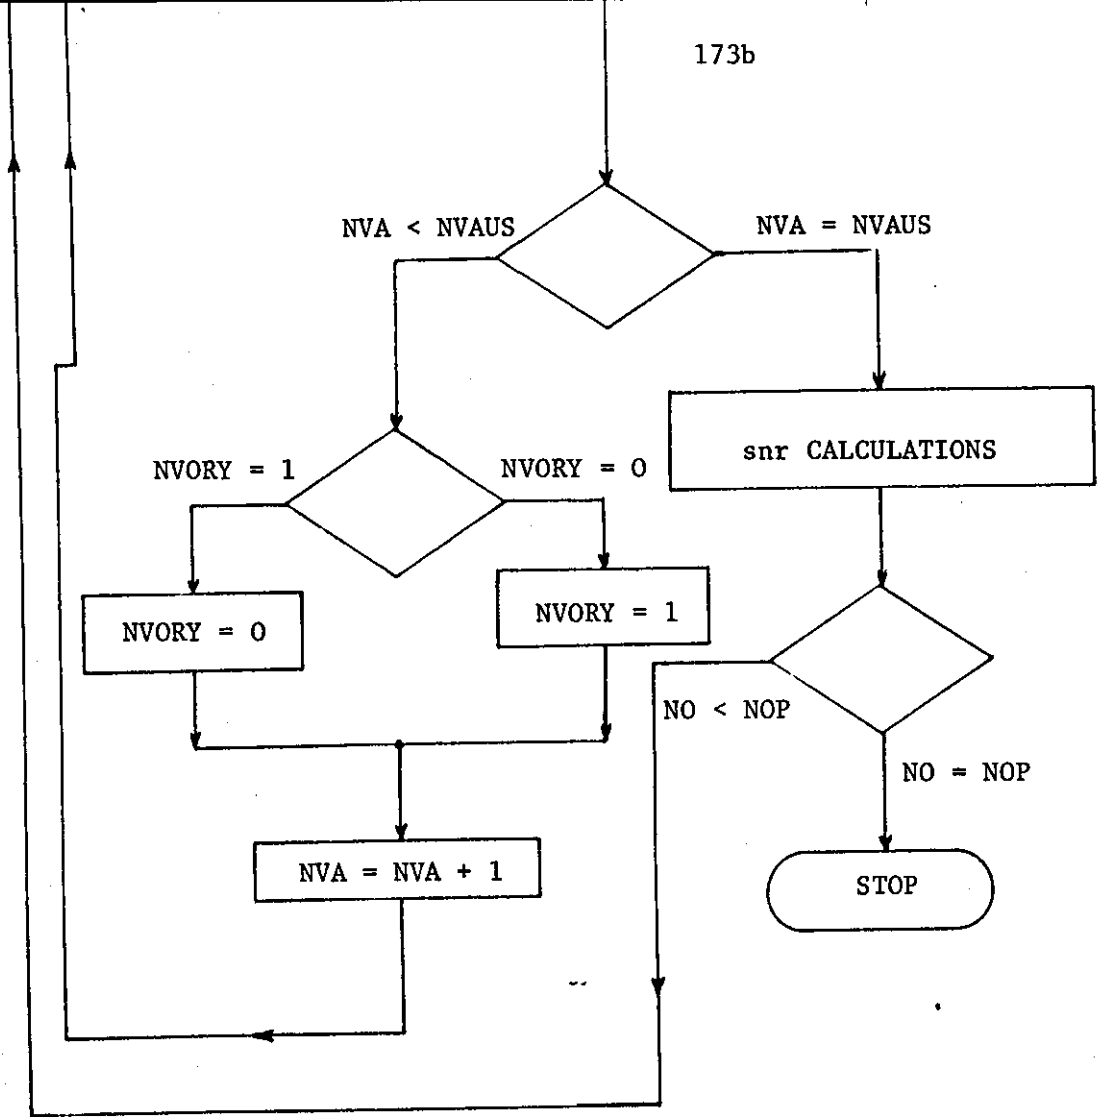 173b
NVA < NVAUS
NVA = NVAUS
snr CALCULATIONS
NVORY = 1
NVORY = 0
NVORY = 0
NVORY = 1
NO < NOP
NO = NOP
NVA = NVA + 1
STOP